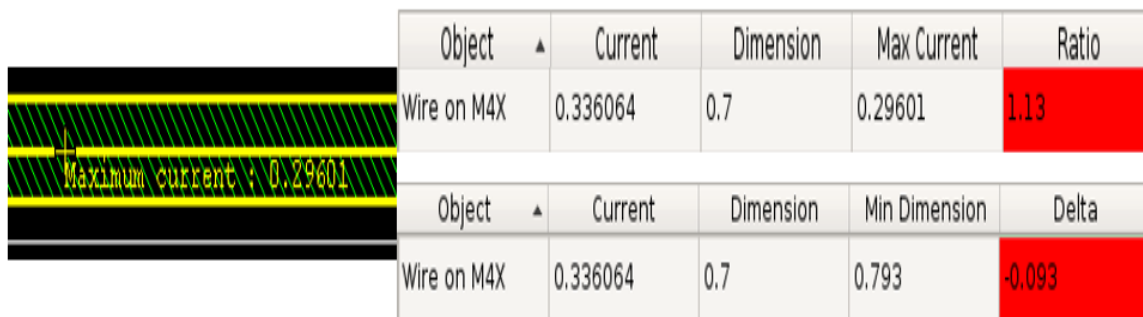 Maximum current : 0.29601
Object Current Dimension Max Current Ratio
Wire on M4X 0.336064 0.7 0.29601 1.13
Object Current Dimension Min Dimension Delta
Wire on M4X 0.336064 0.7 0.793 -0.093